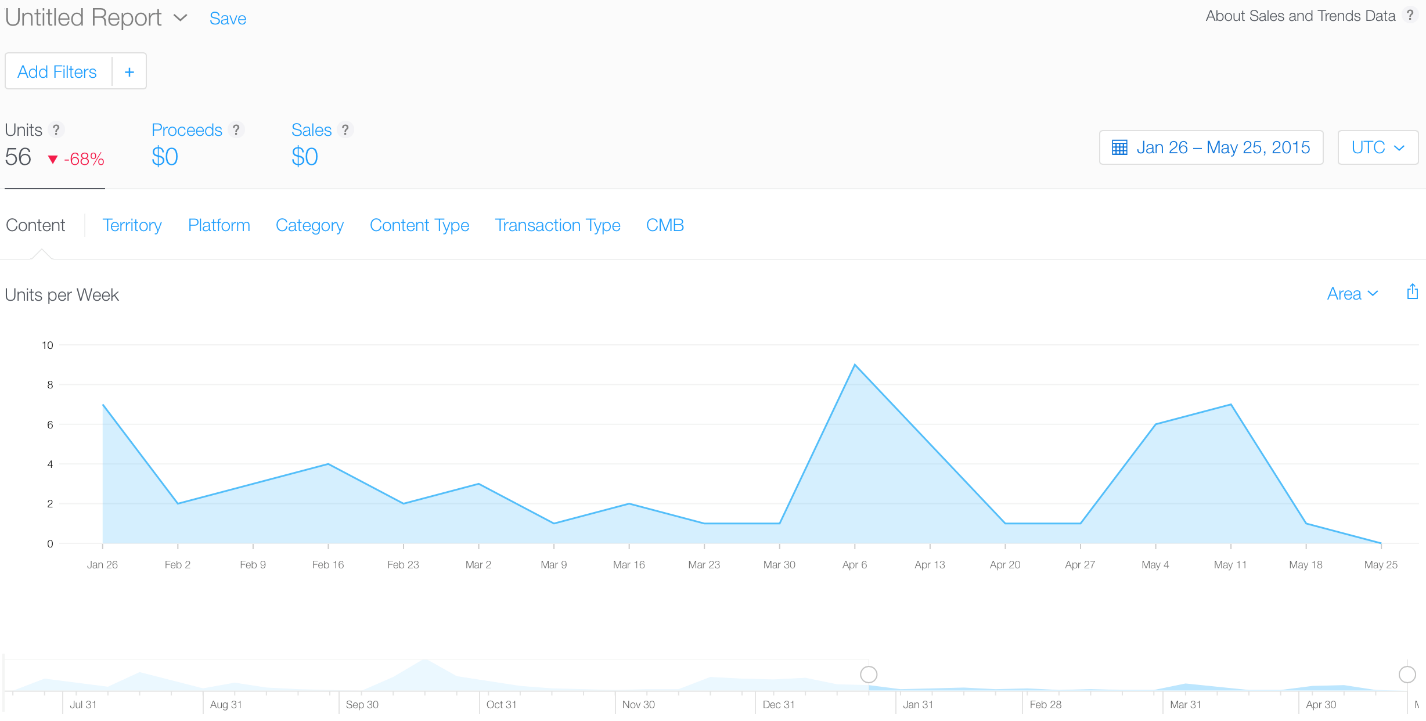 Untitled Report Save About Sales and Trends Data ?
Add Filters +
Units ? Proceeds ? Sales ?
56 ▼ -68% $0 $0 Jan 26 – May 25, 2015 UTC
Content Territory Platform Category Content Type Transaction Type CMB
Units per Week Area
10
8
6
4
2
0
Jan 26 Feb 2 Feb 9 Feb 16 Feb 23 Mar 2 Mar 9 Mar 16 Mar 23 Mar 30 Apr 6 Apr 13 Apr 20 Apr 27 May 4 May 11 May 18 May 25
Jul 31 Aug 31 Sep 30 Oct 31 Nov 30 Dec 31 Jan 31 Feb 28 Mar 31 Apr 30